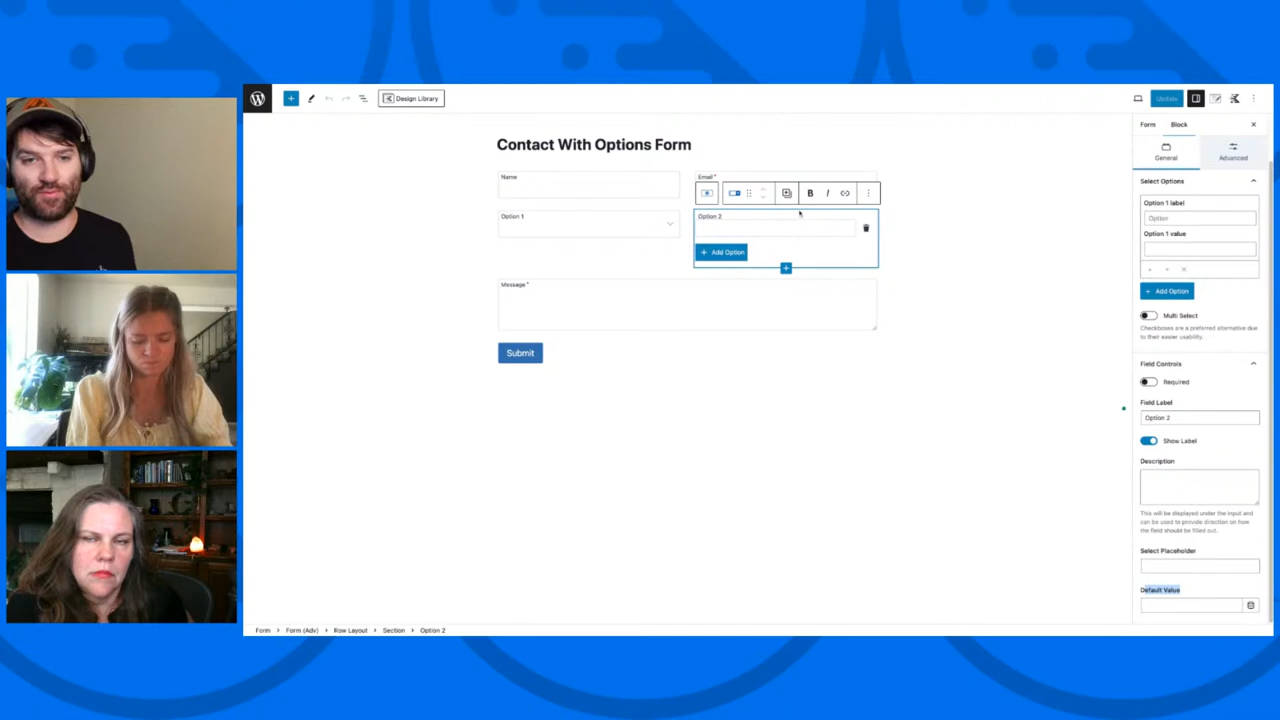 Design Library
Update
Form
Block
General
Advanced
Contact With Options Form
Name
Email *
Option 1
Option 2
+ Add Option
Message *
Submit
Select Options
Option 1 label
Option
Option 1 value
+ Add Option
Multi Select
Checkboxes are a preferred alternative due
to their easier usability.
Field Controls
Required
Field Label
Option 2
Show Label
Description
This will be displayed under the input and
can be used to provide direction on how
the field should be filled out.
Select Placeholder
Default Value
Form > Form (Adv) > Row Layout > Section > Option 2